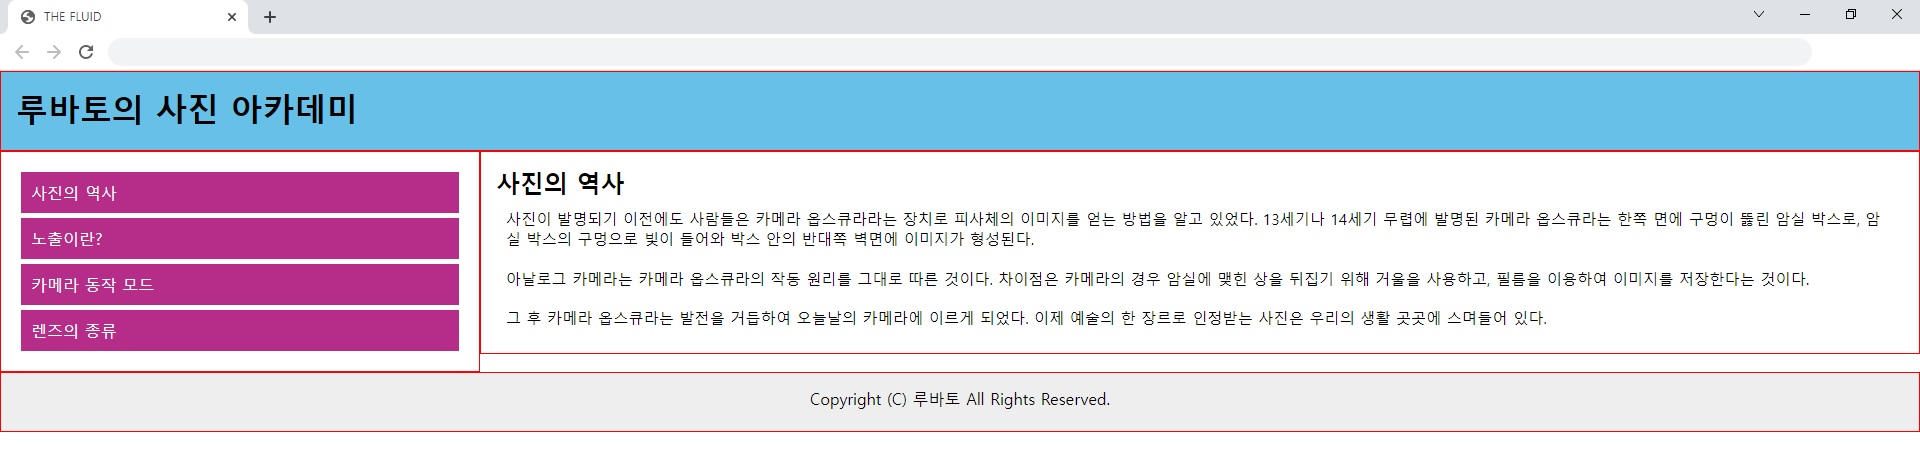 THE FLUID
루바토의 사진 아카데미
사진의 역사
노출이란?
카메라 동작 모드
렌즈의 종류
사진의 역사
사진이 발명되기 이전에도 사람들은 카메라 옵스큐라라는 장치로 피사체의 이미지를 얻는 방법을 알고 있었다. 13세기나 14세기 무렵에 발명된 카메라 옵스큐라는 한쪽 면에 구멍이 뚫린 암실 박스로, 암
실 박스의 구멍으로 빛이 들어와 박스 안의 반대쪽 벽면에 이미지가 형성된다.
아날로그 카메라는 카메라 옵스큐라의 작동 원리를 그대로 따른 것이다. 차이점은 카메라의 경우 암실에 맺힌 상을 뒤집기 위해 거울을 사용하고, 필름을 이용하여 이미지를 저장한다는 것이다.
그 후 카메라 옵스큐라는 발전을 거듭하여 오늘날의 카메라에 이르게 되었다. 이제 예술의 한 장르로 인정받는 사진은 우리의 생활 곳곳에 스며들어 있다.
Copyright (C) 루바토 All Rights Reserved.